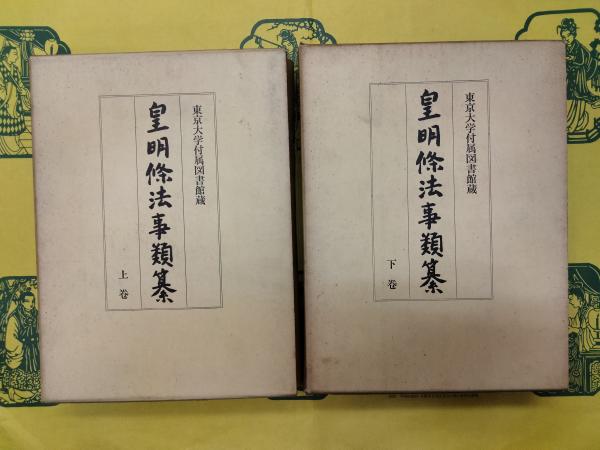 東京大学付属図書館蔵
皇明條法事類纂
上巻
東京大学付属図書館蔵
皇明條法事類纂
下巻